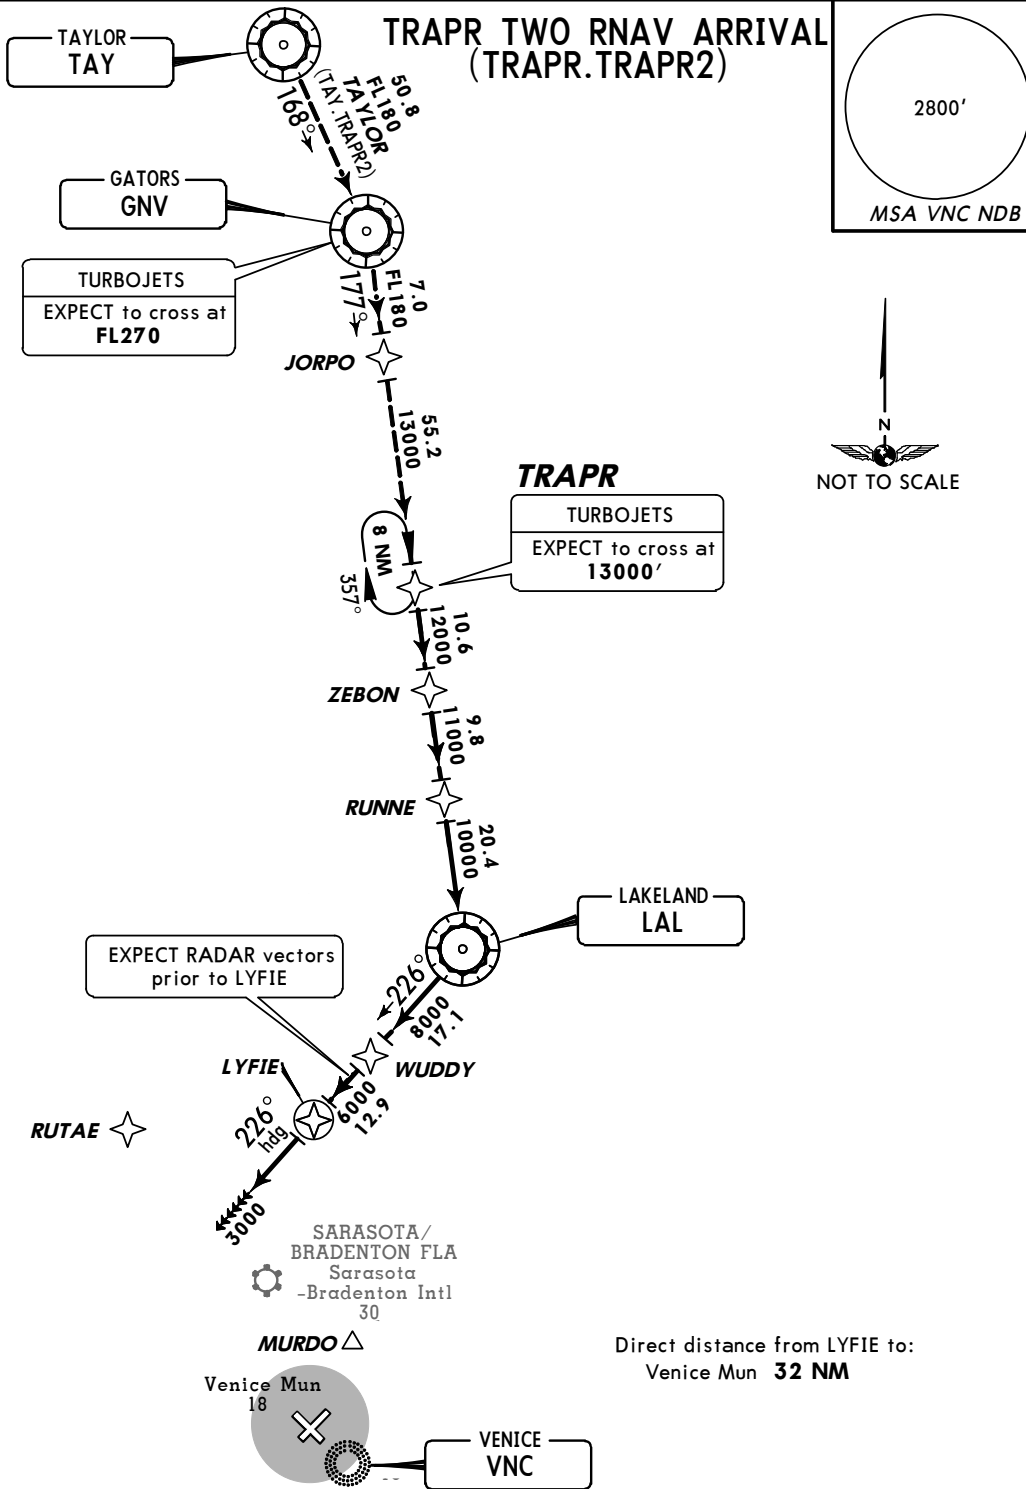 TRAPR TWO RNAV ARRIVAL
(TRAPR.TRAPR2)
2800'
MSA VNC NDB
TAYLOR
TAY
50.8
FL180
TAYLOR
(TAY.TRAPR2)
168°
GATORS
GNV
TURBOJETS
EXPECT to cross at
FL270
7.0
FL180
177°
JORPO
55.2
13000
N
NOT TO SCALE
TRAPR
TURBOJETS
EXPECT to cross at
13000'
8 NM
357°
10.6
12000
ZEBON
9.8
11000
RUNNE
20.4
10000
LAKELAND
LAL
EXPECT RADAR vectors
prior to LYFIE
226°
8000
17.1
WUDDY
LYFIE
6000
12.9
RUTAE
226°
hdg
3000
SARASOTA/
BRADENTON FLA
Sarasota
-Bradenton Intl
30
MURDO
Direct distance from LYFIE to:
Venice Mun 32 NM
Venice Mun
18
VENICE
VNC